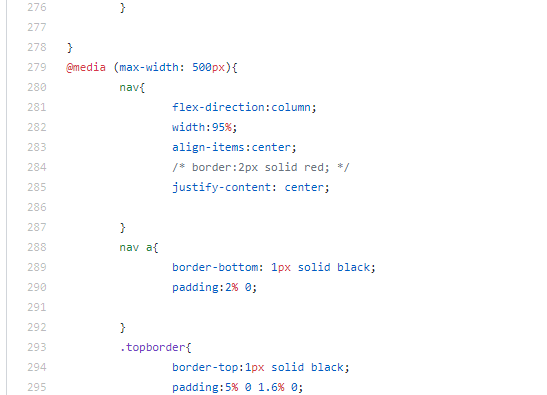 276 }
277
278 }
279 @media (max-width: 500px){
280 nav{
281 flex-direction:column;
282 width:95%;
283 align-items:center;
284 /* border:2px solid red; */
285 justify-content: center;
286
287 }
288 nav a{
289 border-bottom: 1px solid black;
290 padding:2% 0;
291
292 }
293 .topborder{
294 border-top:1px solid black;
295 padding:5% 0 1.6% 0;